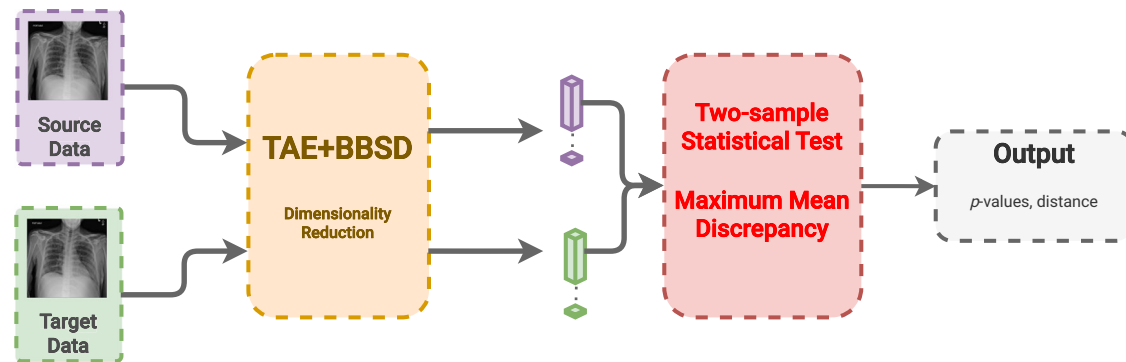 Source
Data
Target
Data
TAE+BBSD
Dimensionality
Reduction
Two-sample
Statistical Test
Maximum Mean
Discrepancy
Output
p-values, distance